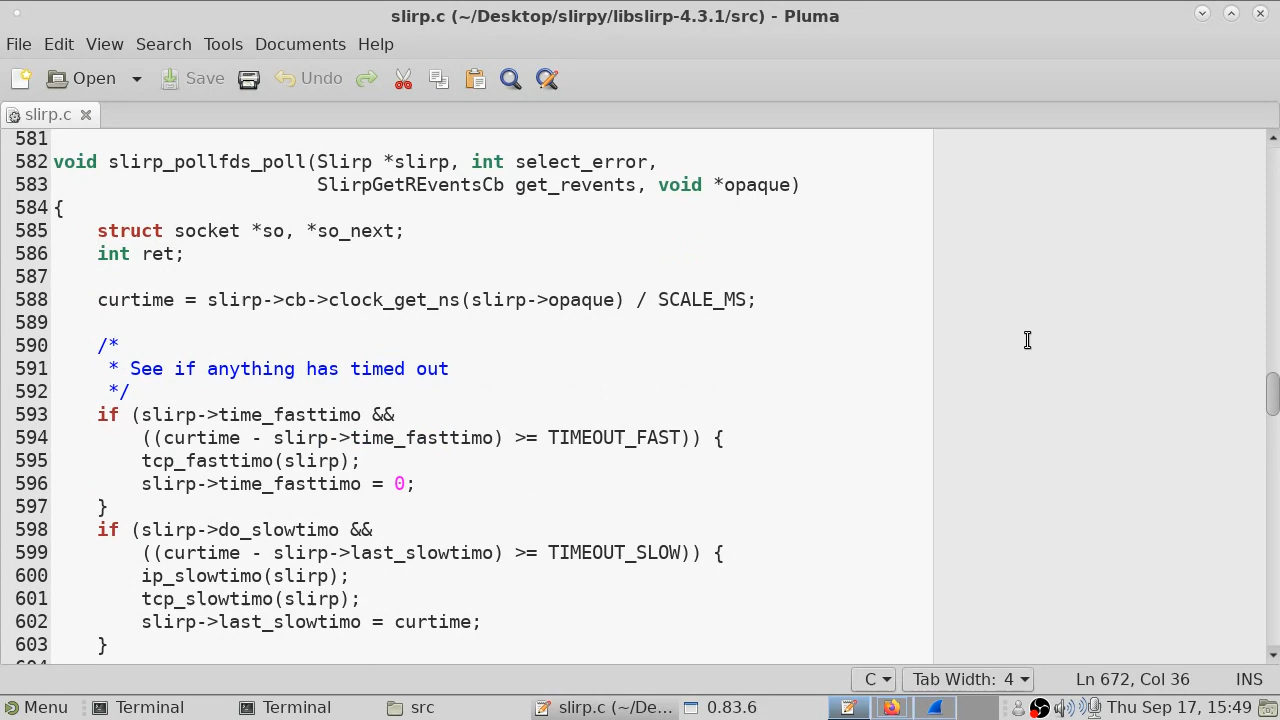 slirp.c (~/Desktop/slirpy/libslirp-4.3.1/src) - Pluma
File Edit View Search Tools Documents Help
Open Save Undo
slirp.c
581
582 void slirp_pollfds_poll(Slirp *slirp, int select_error,
583                         SlirpGetREventsCb get_revents, void *opaque)
584 {
585     struct socket *so, *so_next;
586     int ret;
587
588     curtime = slirp->cb->clock_get_ns(slirp->opaque) / SCALE_MS;
589
590     /*
591      * See if anything has timed out
592      */
593     if (slirp->time_fasttimo &&
594         ((curtime - slirp->time_fasttimo) >= TIMEOUT_FAST)) {
595         tcp_fasttimo(slirp);
596         slirp->time_fasttimo = 0;
597     }
598     if (slirp->do_slowtimo &&
599         ((curtime - slirp->last_slowtimo) >= TIMEOUT_SLOW)) {
600         ip_slowtimo(slirp);
601         tcp_slowtimo(slirp);
602         slirp->last_slowtimo = curtime;
603     }
C Tab Width: 4 Ln 672, Col 36 INS
Menu Terminal Terminal src slirp.c (~/De... 0.83.6 Thu Sep 17, 15:49